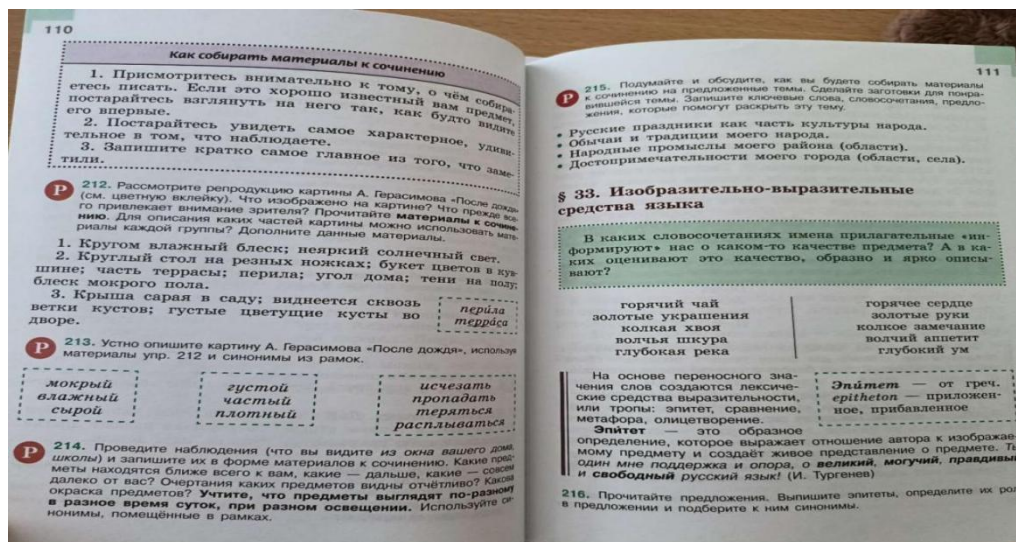 110
Как собирать материалы к сочинению
1. Присмотритесь внимательно к тому, о чём собира-
етесь писать. Если это хорошо известный вам предмет,
постарайтесь взглянуть на него так, как будто видите
его впервые.
2. Постарайтесь увидеть самое характерное, удиви-
тельное в том, что наблюдаете.
3. Запишите кратко самое главное из того, что заме-
тили.
Р 212. Рассмотрите репродукцию картины А. Герасимова «После дождя»
(см. цветную вклейку). Что изображено на картине? Что прежде все-
го привлекает внимание зрителя? Прочитайте материалы к сочине-
нию. Для описания каких частей картины можно использовать мате-
риалы каждой группы? Дополните данные материалы.
1. Кругом влажный блеск; неяркий солнечный свет.
2. Круглый стол на резных ножках; букет цветов в кув-
шине; часть террасы; перила; угол дома; тени на полу;
блеск мокрого пола.
3. Крыша сарая в саду; виднеется сквозь
ветки кустов; густые цветущие кусты во
дворе.
перила
терраса
Р 213. Устно опишите картину А. Герасимова «После дождя», используя
материалы упр. 212 и синонимы из рамок.
мокрый
влажный
сырой
густой
частый
плотный
исчезать
пропадать
теряться
расплываться
Р 214. Проведите наблюдения (что вы видите из окна вашего дома,
школы) и запишите их в форме материалов к сочинению. Какие пред-
меты находятся ближе всего к вам, какие — дальше, какие — совсем
далеко от вас? Очертания каких предметов видны отчётливо? Какова
окраска предметов? Учтите, что предметы выглядят по-разному
в разное время суток, при разном освещении. Используйте си-
нонимы, помещённые в рамках.
111
Р 215. Подумайте и обсудите, как вы будете собирать материалы
к сочинению на предложенные темы. Сделайте заготовки для понра-
вившейся темы. Запишите ключевые слова, словосочетания, предло-
жения, которые помогут раскрыть эту тему.
• Русские праздники как часть культуры народа.
• Обычаи и традиции моего народа.
• Народные промыслы моего района (области).
• Достопримечательности моего города (области, села).
§ 33. Изобразительно-выразительные
средства языка
В каких словосочетаниях имена прилагательные «ин-
формируют» нас о каком-то качестве предмета? А в ка-
ких оценивают это качество, образно и ярко описы-
вают?
горячий чай
золотые украшения
колкая хвоя
волчья шкура
глубокая река
горячее сердце
золотые руки
колкое замечание
волчий аппетит
глубокий ум
На основе переносного зна-
чения слов создаются лексиче-
ские средства выразительности,
или тропы: эпитет, сравнение,
метафора, олицетворение.
Эпитет — от греч.
epitheton — приложен-
ное, прибавленное
Эпитет — это образное
определение, которое выражает отношение автора к изображае-
мому предмету и создаёт живое представление о предмете. Ты
один мне поддержка и опора, о великий, могучий, правдивый
и свободный русский язык! (И. Тургенев)
216. Прочитайте предложения. Выпишите эпитеты, определите их роль
в предложении и подберите к ним синонимы.